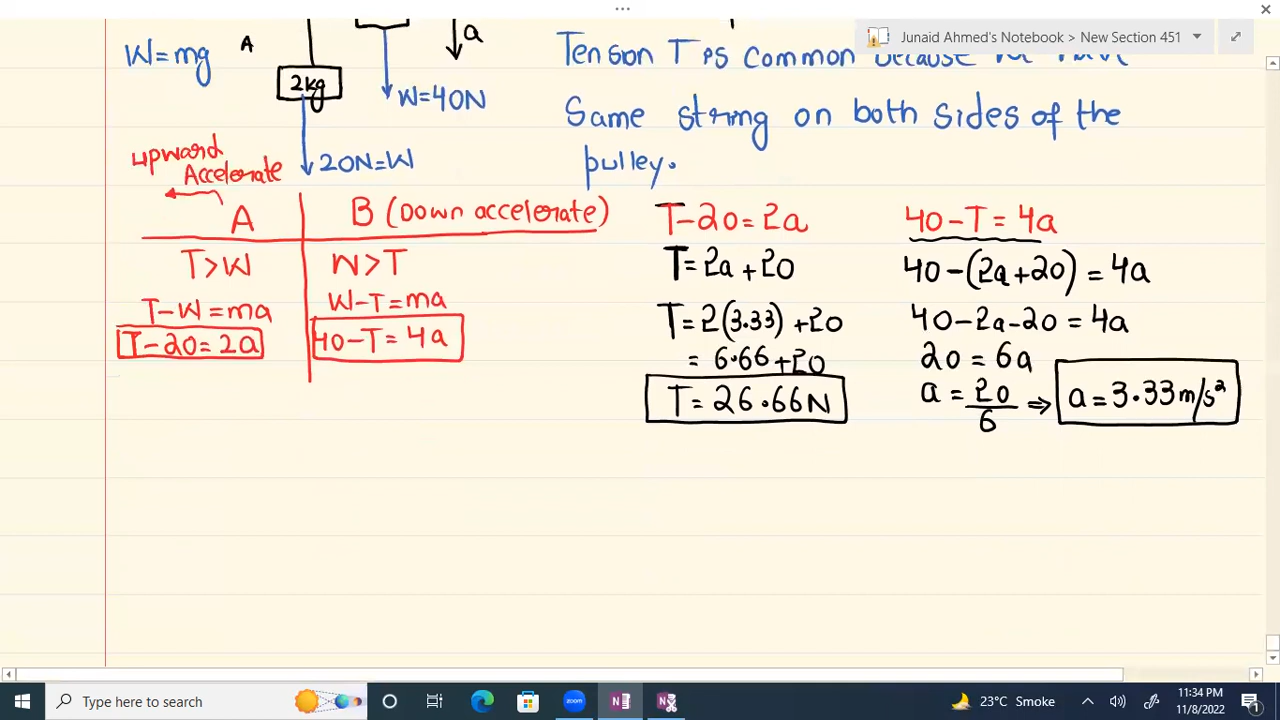 ...
Junaid Ahmed's Notebook > New Section 451
W=mg
A
a
2kg
W=40N
20N=W
Tension T is common because
Same string on both sides of the
pulley.
upward
Accelerate
A
B (Down accelerate)
T>W
W>T
T-W=ma
W-T=ma
T-20=2a
40-T=4a
T-20=2a
T=2a+20
T=2(3.33)+20
=6.66+20
T=26.66N
40-T=4a
40-(2a+20)=4a
40-2a-20=4a
20=6a
a=20/6 ⇒ a=3.33m/s²
Type here to search
zoom
23°C Smoke
11:34 PM
11/8/2022
1